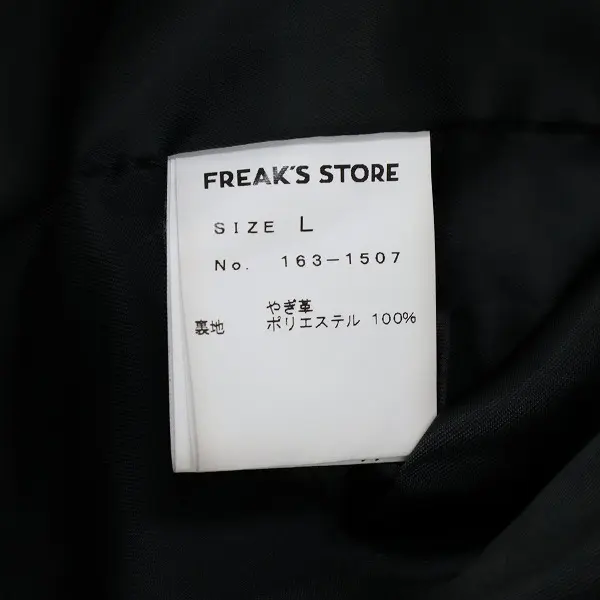 FREAK'S STORE
SIZE L
No. 163-1507
やぎ革
裏地 ポリエステル 100%